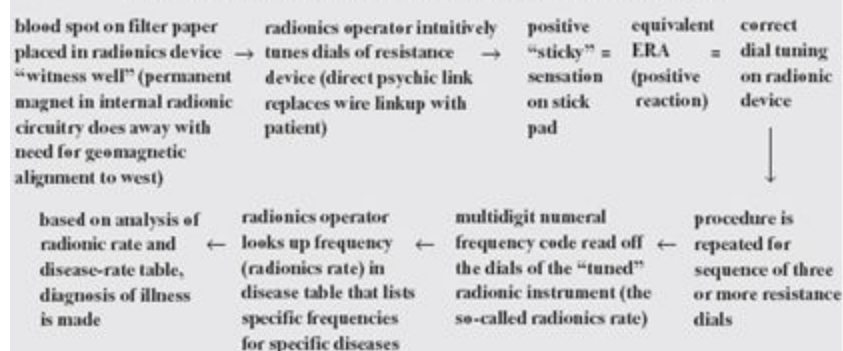 blood spot on filter paper
placed in radionics device →
“witness well” (permanent
magnet in internal radionic
circuitry does away with
need for geomagnetic
alignment to west)
radionics operator intuitively
tunes dials of resistance →
device (direct psychic link
replaces wire linkup with
patient)
positive
“sticky” =
sensation
on stick
pad
equivalent
ERA =
(positive
reaction)
correct
dial tuning
on radionic
device
procedure is
repeated for
sequence of three
or more resistance
dials
multidigit numeral
frequency code read off ←
the dials of the “tuned”
radionic instrument (the
so-called radionics rate)
radionics operator
looks up frequency ←
(radionics rate) in
disease table that lists
specific frequencies
for specific diseases
based on analysis of
radionic rate and ←
disease-rate table,
diagnosis of illness
is made